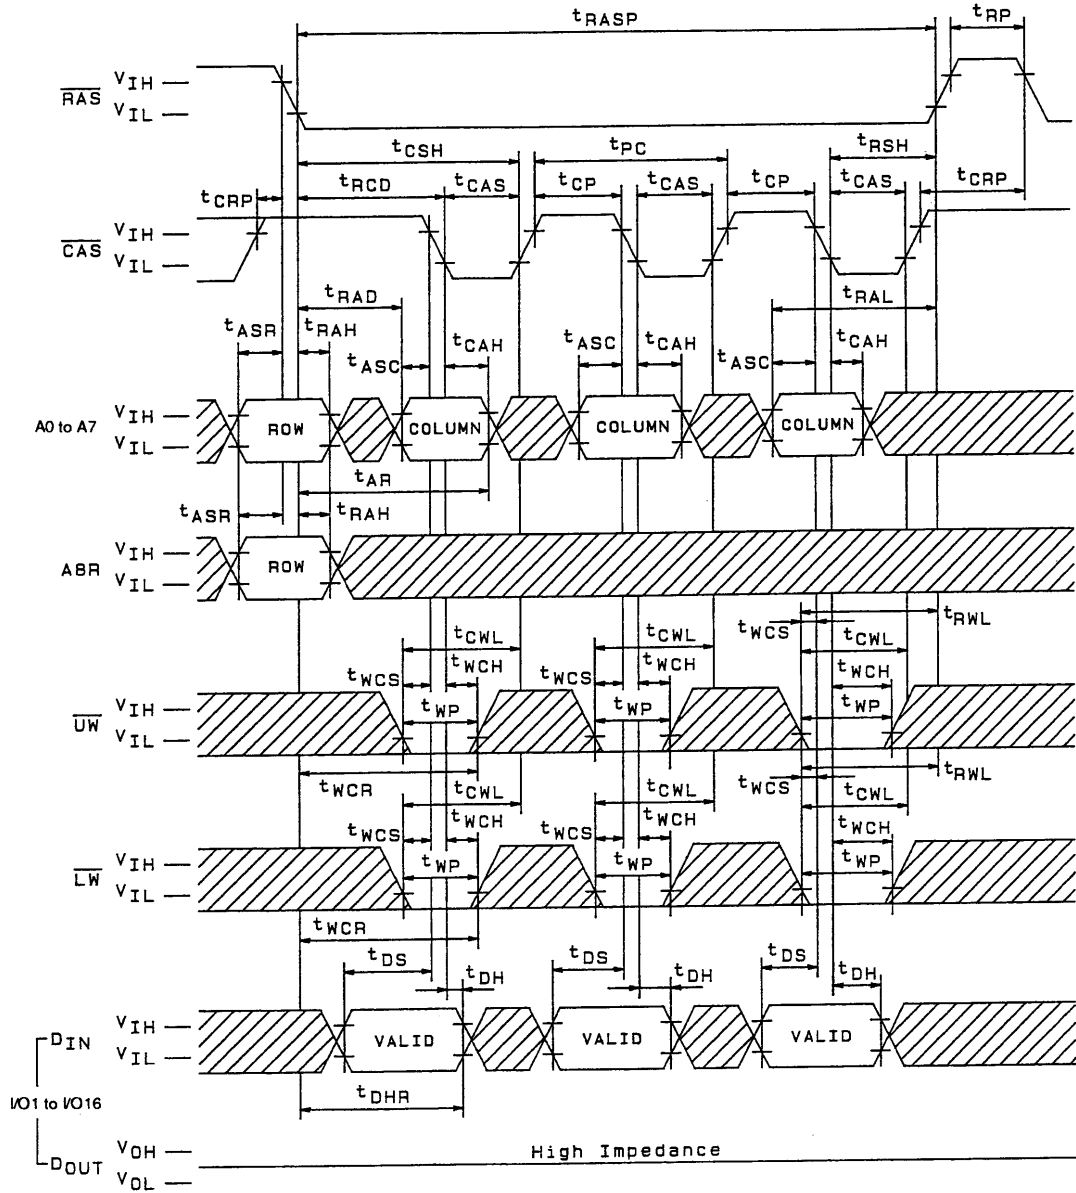 tRASP
tRP
RAS
VIH
VIL
tCSH
tPC
tRSH
tCRP
tRCD
tCAS
tCP
tCAS
tCP
tCAS
tCRP
CAS
VIH
VIL
tRAD
tRAL
tASR
tRAH
tASC
tCAH
tASC
tCAH
tASC
tCAH
A0 to A7
VIH
VIL
ROW
COLUMN
COLUMN
COLUMN
tAR
tASR
tRAH
ABR
VIH
VIL
ROW
tRWL
tCWL
tCWL
tWCS
tCWL
tWCS
tWCH
tWCS
tWCH
tWCH
tWP
tWP
tWP
UW
VIH
VIL
tRWL
tWCR
tCWL
tCWL
tWCS
tCWL
tWCS
tWCH
tWCS
tWCH
tWCH
tWP
tWP
tWP
LW
VIH
VIL
tWCR
tDS
tDH
tDS
tDH
tDS
tDH
DIN
VIH
VIL
VALID
VALID
VALID
tDHR
I/O1 to I/O16
DOUT
VOH
VOL
High Impedance